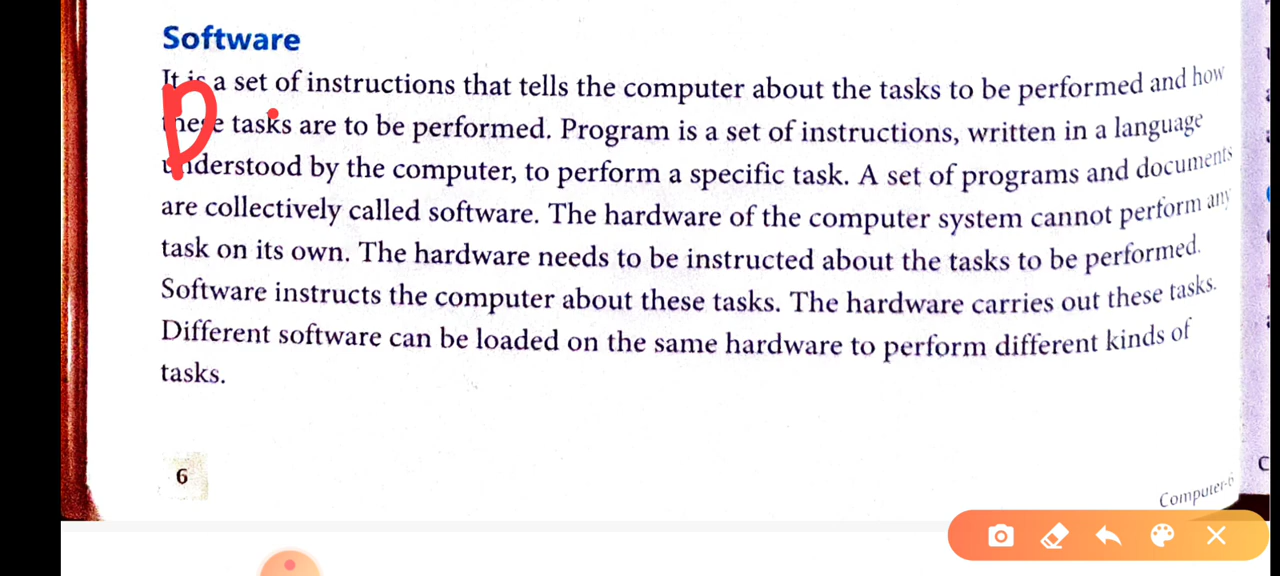 Software
It is a set of instructions that tells the computer about the tasks to be performed and how
these tasks are to be performed. Program is a set of instructions, written in a language
understood by the computer, to perform a specific task. A set of programs and documents
are collectively called software. The hardware of the computer system cannot perform any
task on its own. The hardware needs to be instructed about the tasks to be performed.
Software instructs the computer about these tasks. The hardware carries out these tasks.
Different software can be loaded on the same hardware to perform different kinds of
tasks.
6